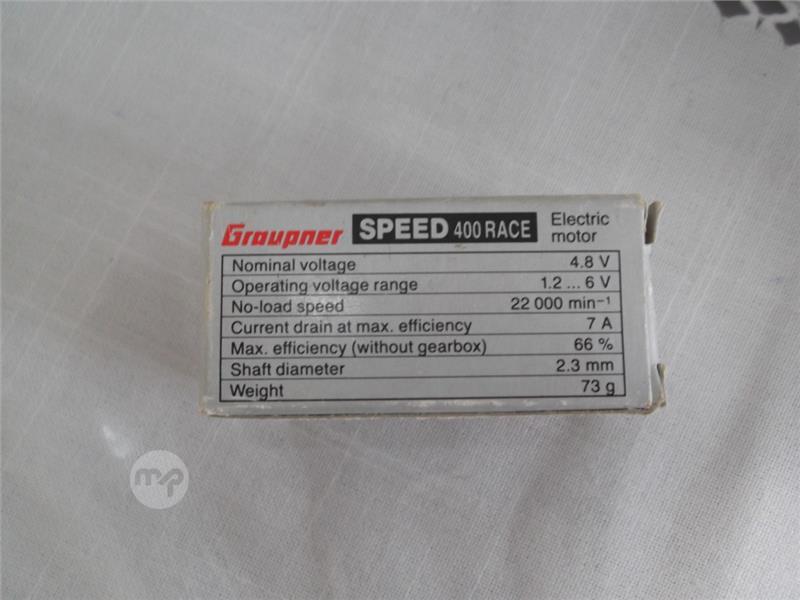 Graupner SPEED 400 RACE Electric motor
Nominal voltage 4.8 V
Operating voltage range 1.2 ... 6 V
No-load speed 22 000 min⁻¹
Current drain at max. efficiency 7 A
Max. efficiency (without gearbox) 66 %
Shaft diameter 2.3 mm
Weight 73 g
mp